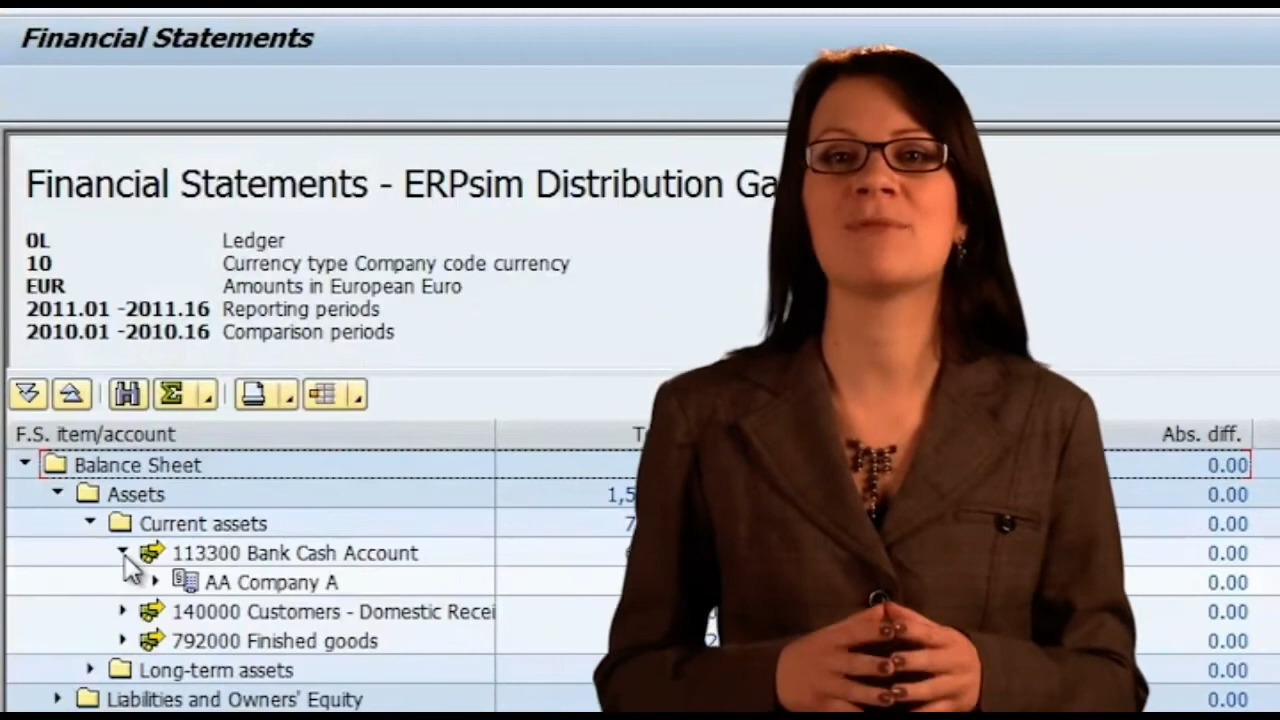 Financial Statements
Financial Statements - ERPsim Distribution Ga
0L Ledger
10 Currency type Company code currency
EUR Amounts in European Euro
2011.01 -2011.16 Reporting periods
2010.01 -2010.16 Comparison periods
F.S. item/account T Abs. diff.
Balance Sheet 0.00
Assets 1,5 0.00
Current assets 7 0.00
113300 Bank Cash Account 0.00
AA Company A 0.00
140000 Customers - Domestic Recei 0.00
792000 Finished goods 2 0.00
Long-term assets 0.00
Liabilities and Owners' Equity 0.00